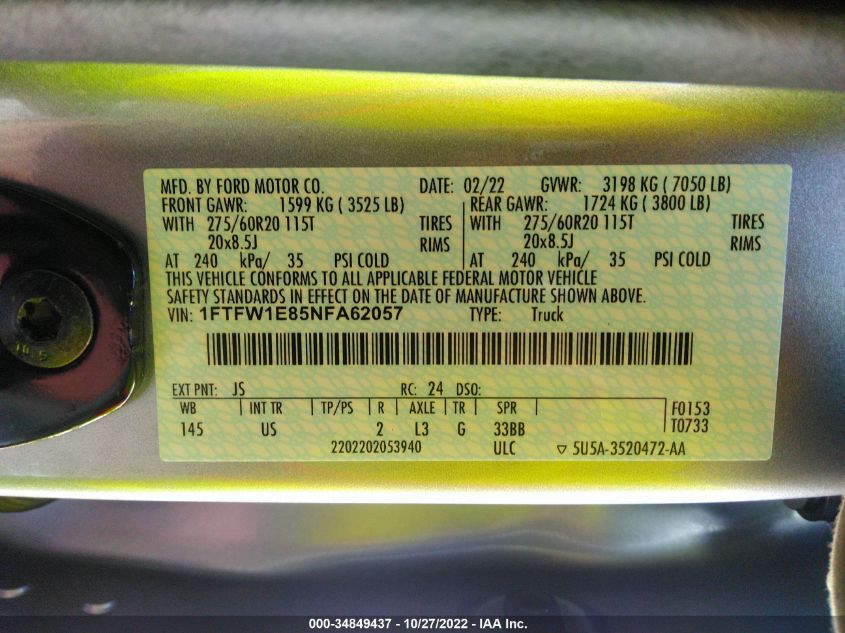 MFD. BY FORD MOTOR CO. DATE: 02/22 GVWR: 3198 KG ( 7050 LB)
FRONT GAWR: 1599 KG ( 3525 LB) REAR GAWR: 1724 KG ( 3800 LB)
WITH 275/60R20 115T TIRES WITH 275/60R20 115T TIRES
20x8.5J RIMS 20x8.5J RIMS
AT 240 kPa/ 35 PSI COLD AT 240 kPa/ 35 PSI COLD
THIS VEHICLE CONFORMS TO ALL APPLICABLE FEDERAL MOTOR VEHICLE
SAFETY STANDARDS IN EFFECT ON THE DATE OF MANUFACTURE SHOWN ABOVE.
VIN: 1FTFW1E85NFA62057 TYPE: Truck
EXT PNT: JS RC: 24 DSO:
WB INT TR TP/PS R AXLE TR SPR F0153
145 US 2 L3 G 33BB T0733
2202202053940 ULC ▽ 5U5A-3520472-AA
000-34849437 - 10/27/2022 - IAA Inc.